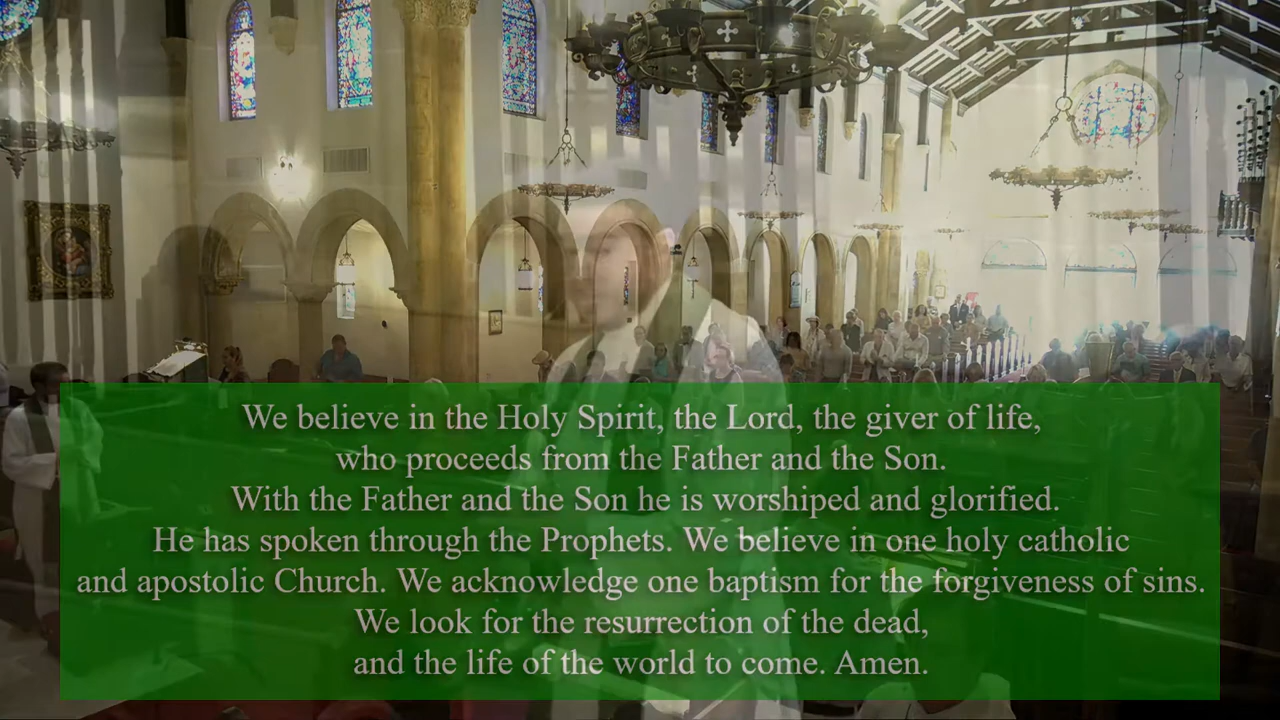 We believe in the Holy Spirit, the Lord, the giver of life,
who proceeds from the Father and the Son.
With the Father and the Son he is worshiped and glorified.
He has spoken through the Prophets. We believe in one holy catholic
and apostolic Church. We acknowledge one baptism for the forgiveness of sins.
We look for the resurrection of the dead,
and the life of the world to come. Amen.